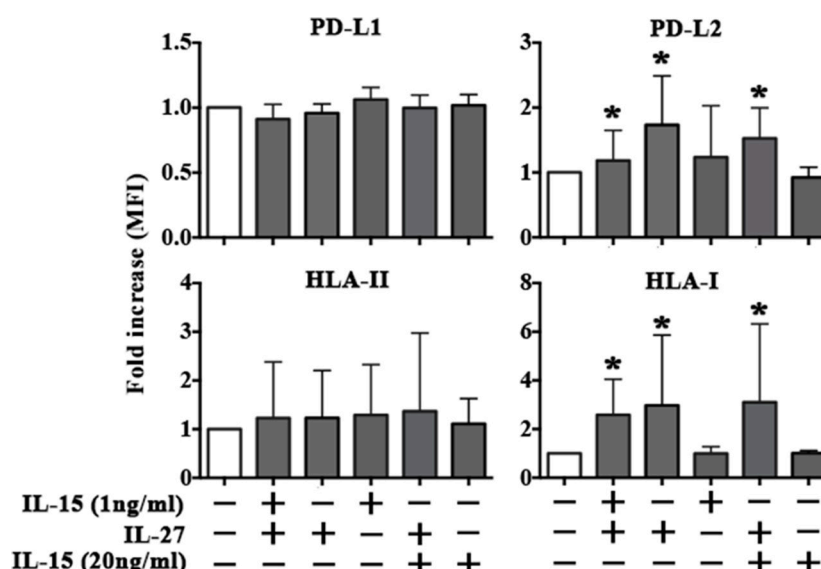 PD-L1
PD-L2
1.5
1.0
0.5
0.0
3
2
1
0
* * *
Fold increase (MFI)
HLA-II
HLA-I
4
3
2
1
0
8
6
4
2
0
* * *
IL-15 (1ng/ml) − + − + − − − + − + − −
IL-27 − + + − + − − + + − + −
IL-15 (20ng/ml) − − − − + + − − − − + +